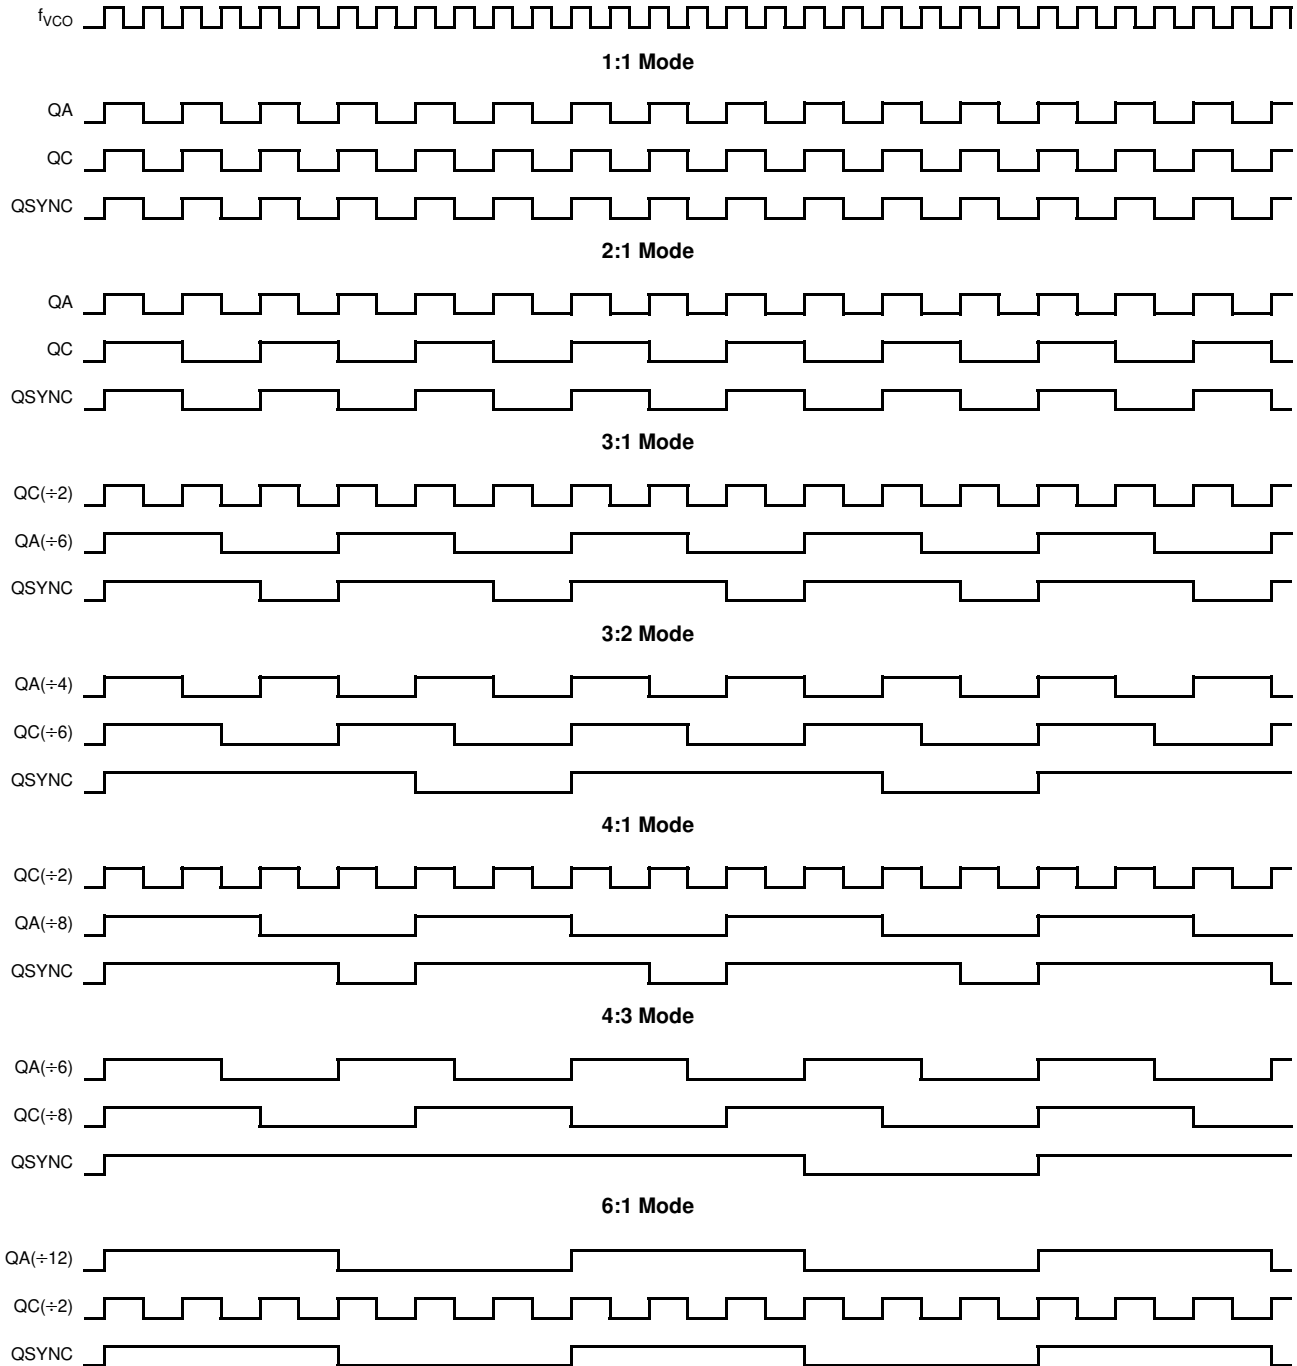 fVCO
1:1 Mode
QA
QC
QSYNC
2:1 Mode
QA
QC
QSYNC
3:1 Mode
QC(÷2)
QA(÷6)
QSYNC
3:2 Mode
QA(÷4)
QC(÷6)
QSYNC
4:1 Mode
QC(÷2)
QA(÷8)
QSYNC
4:3 Mode
QA(÷6)
QC(÷8)
QSYNC
6:1 Mode
QA(÷12)
QC(÷2)
QSYNC